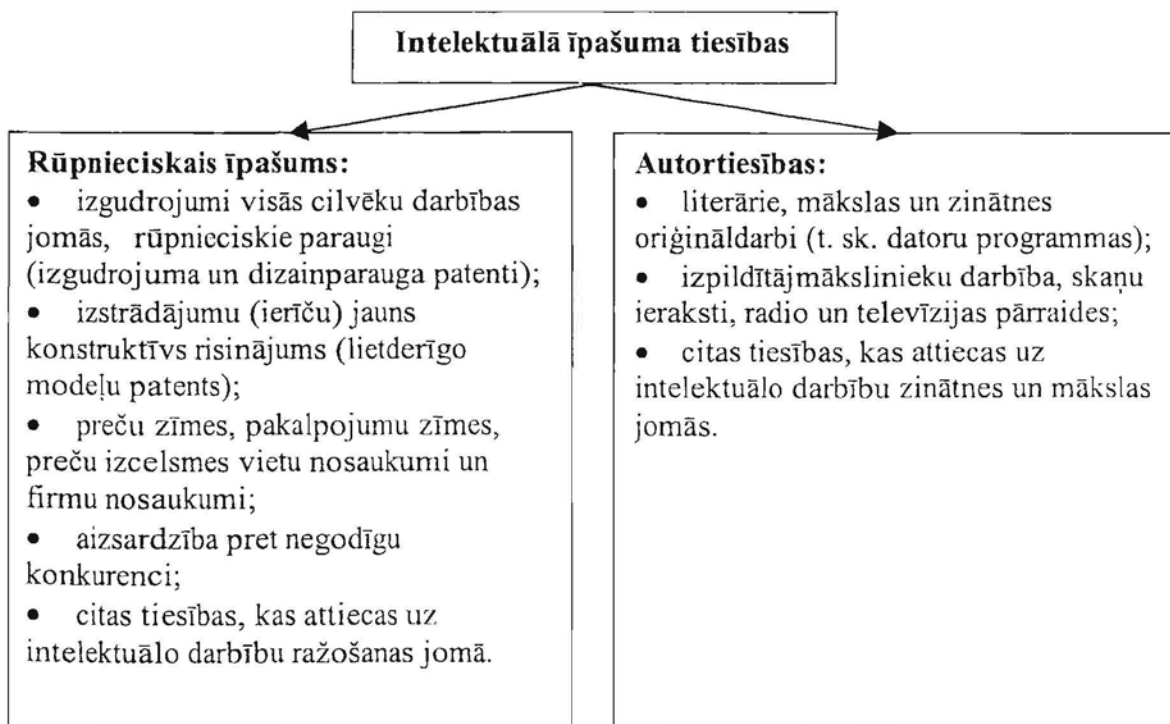 Intelektuālā īpašuma tiesības
Rūpnieciskais īpašums:
• izgudrojumi visās cilvēku darbības
jomās, rūpnieciskie paraugi
(izgudrojuma un dizainparauga patenti);
• izstrādājumu (ierīču) jauns
konstruktīvs risinājums (lietderīgo
modeļu patents);
• preču zīmes, pakalpojumu zīmes,
preču izcelsmes vietu nosaukumi un
firmu nosaukumi;
• aizsardzība pret negodīgu
konkurenci;
• citas tiesības, kas attiecas uz
intelektuālo darbību ražošanas jomā.
Autortiesības:
• literārie, mākslas un zinātnes
oriģināldarbi (t. sk. datoru programmas);
• izpildītājmākslinieku darbība, skaņu
ieraksti, radio un televīzijas pārraides;
• citas tiesības, kas attiecas uz
intelektuālo darbību zinātnes un mākslas
jomās.